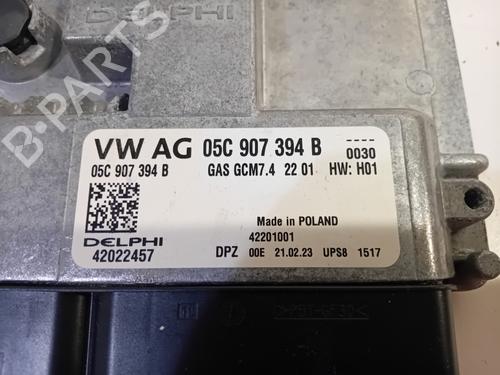 DELPHI
B-PARTS
VW AG 05C 907 394 B
05C 907 394 B GAS GCM7.4 22 01
0030
HW: H01
Made in POLAND
DELPHI 42201001
42022457 DPZ 00E 21.02.23 UPS8 1517